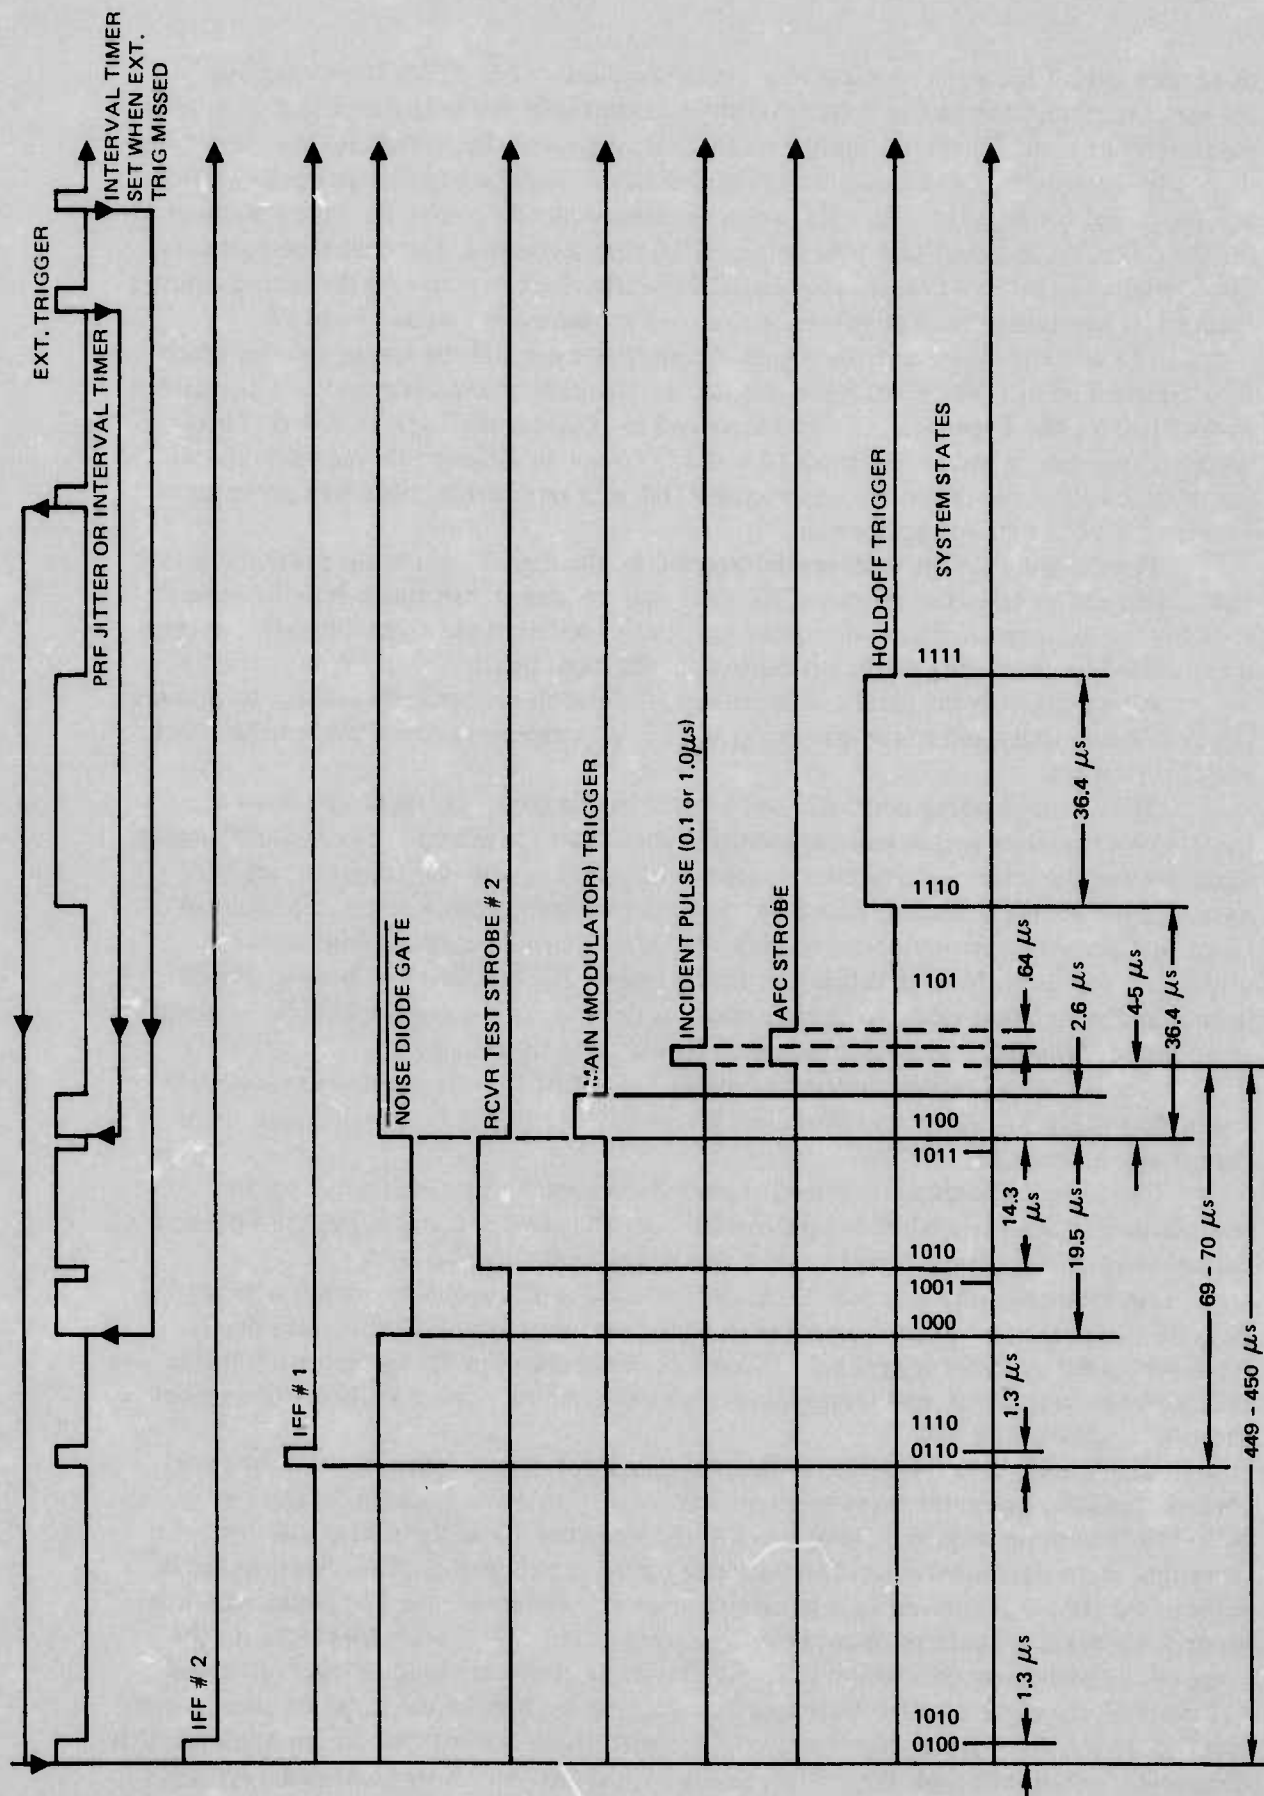 EXT. TRIGGER
INTERVAL TIMER
SET WHEN EXT.
TRIG MISSED
PRF JITTER OR INTERVAL TIMER
IFF # 2
IFF # 1
NOISE DIODE GATE
RCVR TEST STROBE # 2
MAIN (MODULATOR) TRIGGER
INCIDENT PULSE (0.1 or 1.0μs)
AFC STROBE
HOLD-OFF TRIGGER
SYSTEM STATES
0100
1010
0110
1110
1000
1001
1010
1011
1100
1101
1110
1111
1.3 μs
1.3 μs
14.3
μs
.64 μs
19.5 μs
2.6 μs
36.4 μs
4-5 μs
36.4 μs
69 – 70 μs
449 – 450 μs